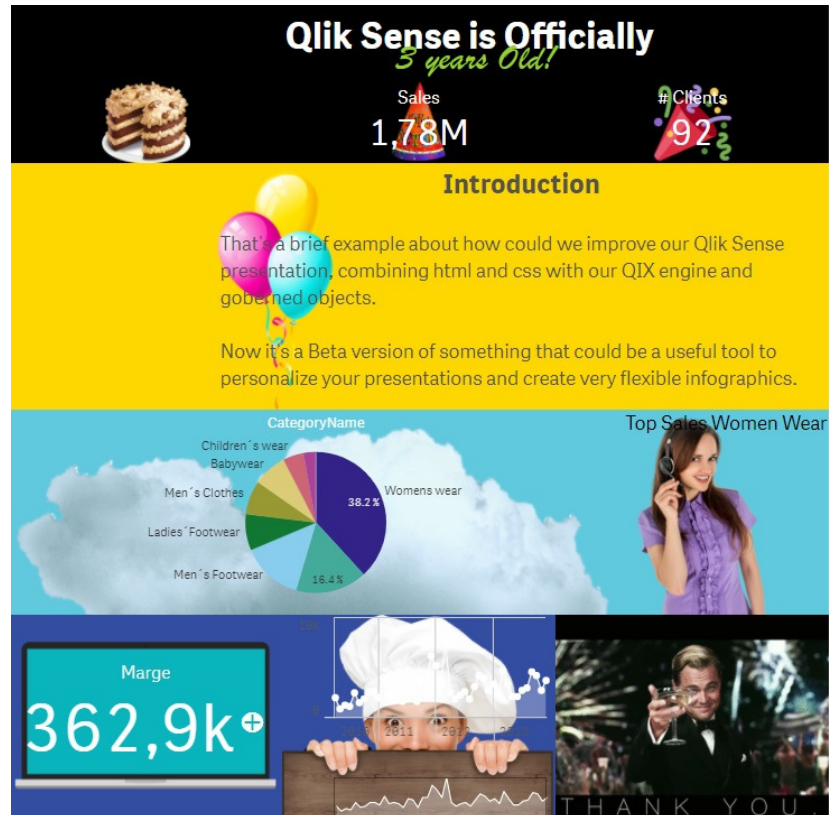 Qlik Sense is Officially
3 years Old!
Sales
# Clients
1,78M
92
Introduction
That's a brief example about how could we improve our Qlik Sense
presentation, combining html and css with our QIX engine and
goberned objects.
Now it's a Beta version of something that could be a useful tool to
personalize your presentations and create very flexible infographics.
CategoryName
Top Sales Women Wear
Children´s wear
Babywear
Men´s Clothes
Ladies´Footwear
Men´s Footwear
Womens wear
38.2%
16.4%
Marge
362,9k
0
2011
THANK YOU.